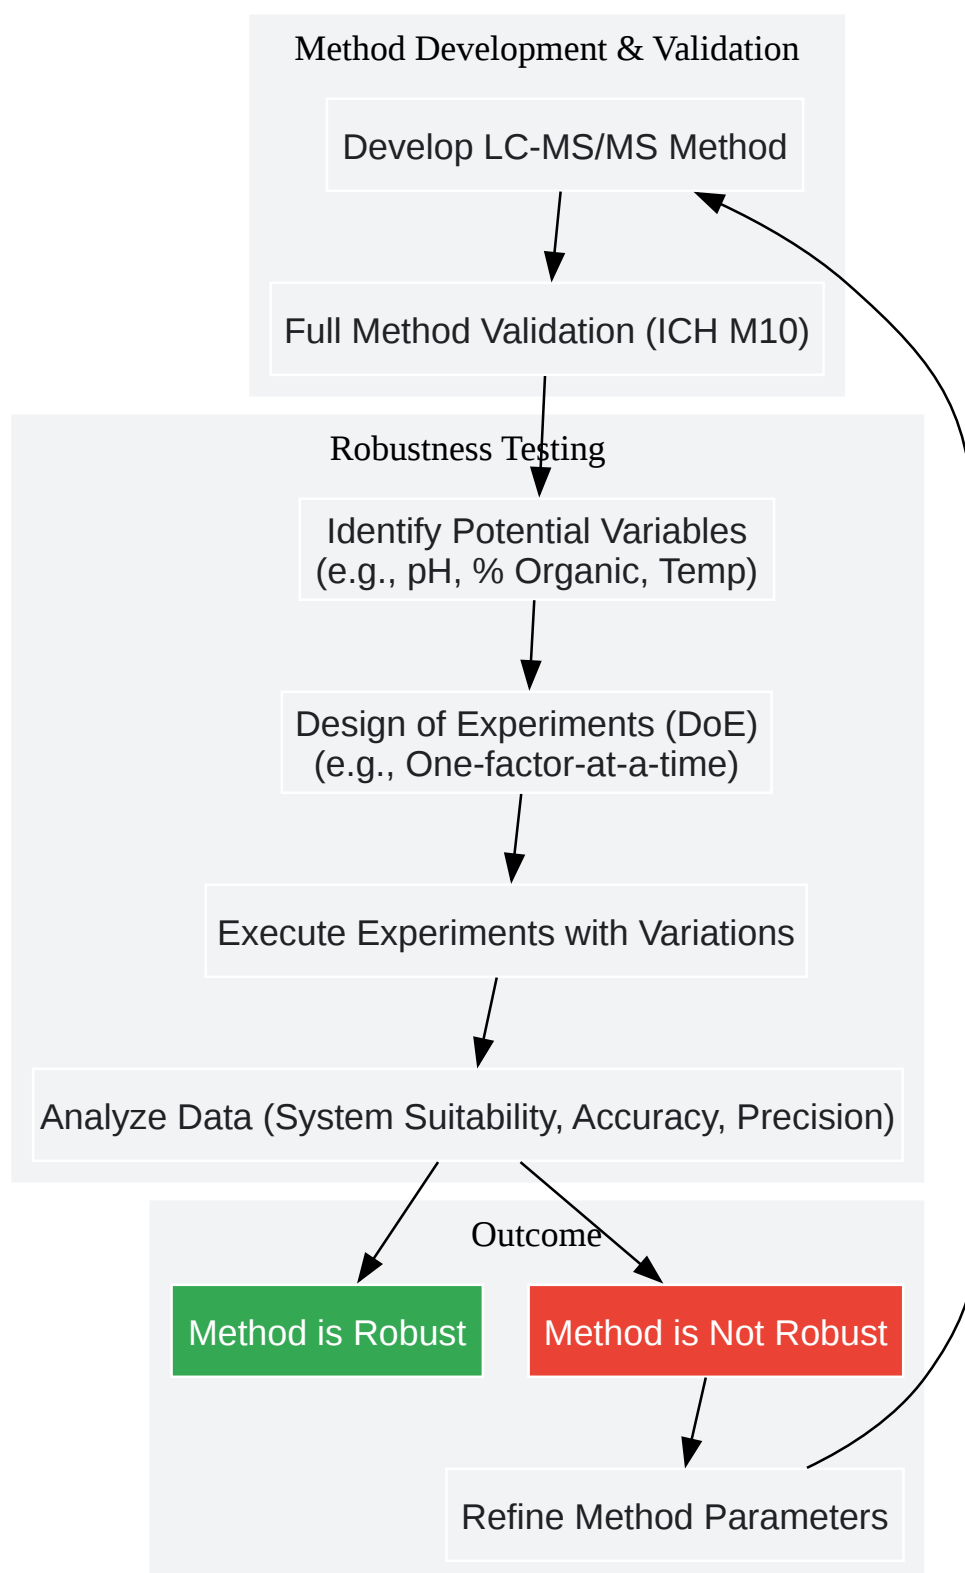 Method Development & Validation
Develop LC-MS/MS Method
Full Method Validation (ICH M10)
Robustness Testing
Identify Potential Variables
(e.g., pH, % Organic, Temp)
Design of Experiments (DoE)
(e.g., One-factor-at-a-time)
Execute Experiments with Variations
Analyze Data (System Suitability, Accuracy, Precision)
Outcome
Method is Robust
Method is Not Robust
Refine Method Parameters